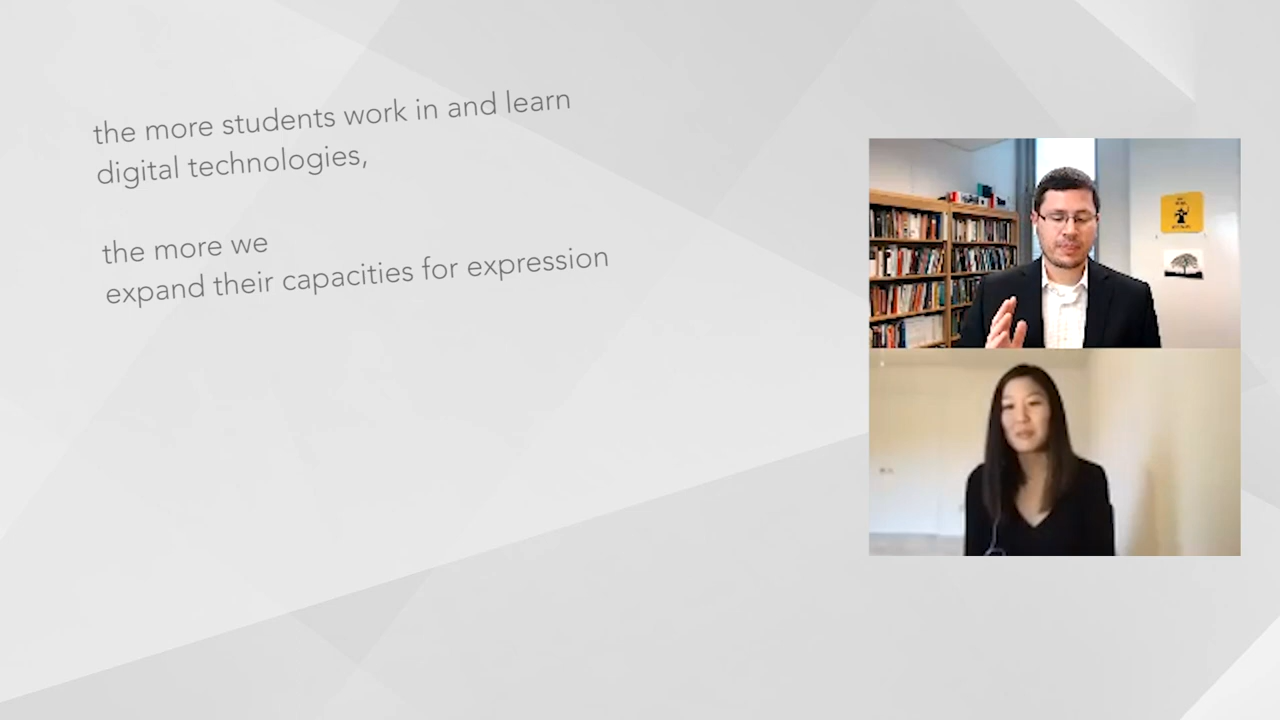 the more students work in and learn
digital technologies,
the more we
expand their capacities for expression